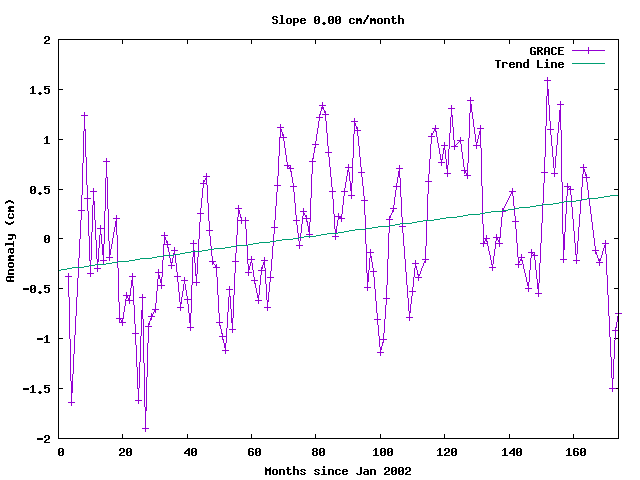 Slope 0.00 cm/month
GRACE
Trend Line
2
1.5
1
0.5
0
-0.5
-1
-1.5
-2
Anomaly (cm)
0 20 40 60 80 100 120 140 160
Months since Jan 2002